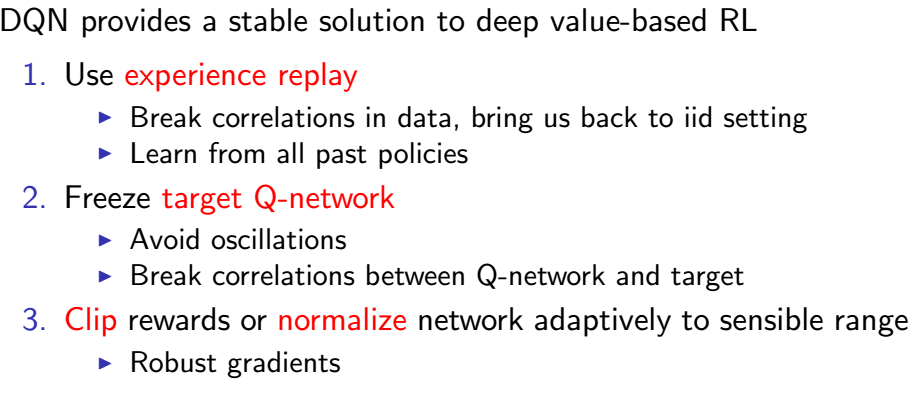 DQN provides a stable solution to deep value-based RL
1. Use experience replay
▶ Break correlations in data, bring us back to iid setting
▶ Learn from all past policies
2. Freeze target Q-network
▶ Avoid oscillations
▶ Break correlations between Q-network and target
3. Clip rewards or normalize network adaptively to sensible range
▶ Robust gradients